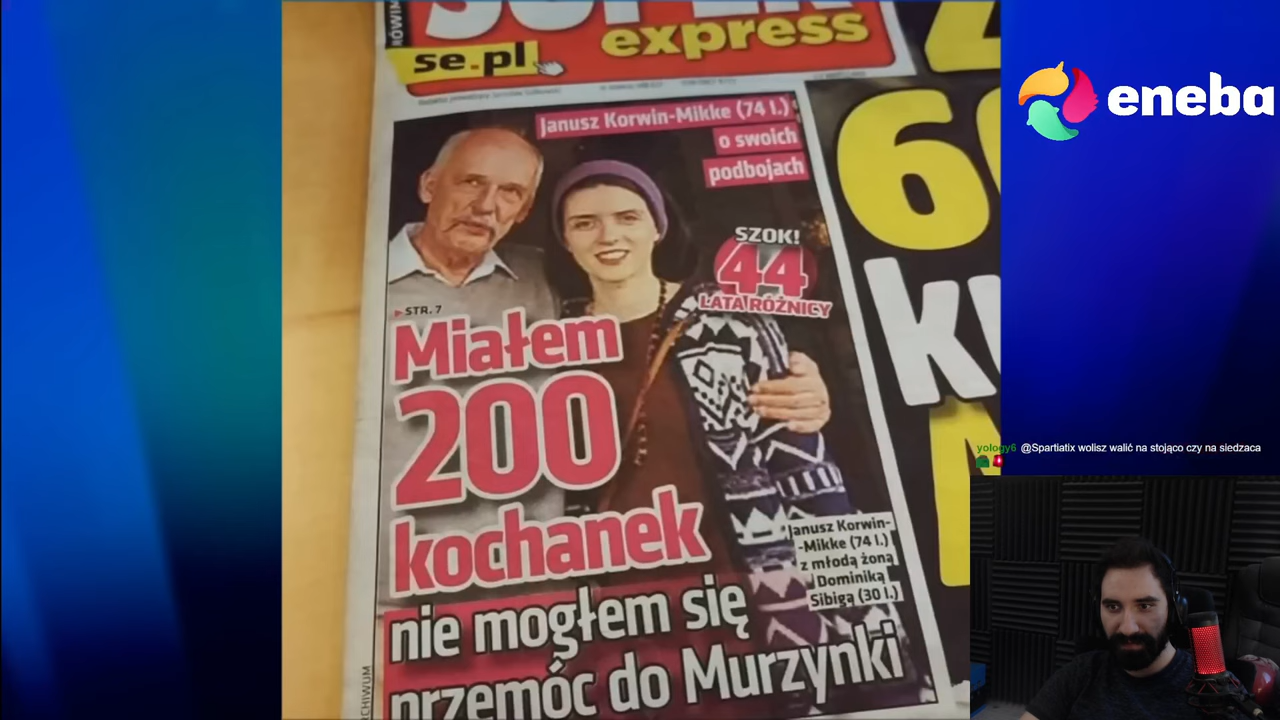 SUPER
express
se.pl
Janusz Korwin-Mikke (74 l.)
o swoich
podbojach
SZOK!
44
LATA RÓŻNICY
STR. 7
Miałem
200
kochanek
nie mogłem się
przemóc do Murzynki
Janusz Korwin-
-Mikke (74 l.)
z młodą żoną
Dominiką
Sibigą (30 l.)
eneba
yology6 @Spartiatix wolisz walić na stojąco czy na siedzaca